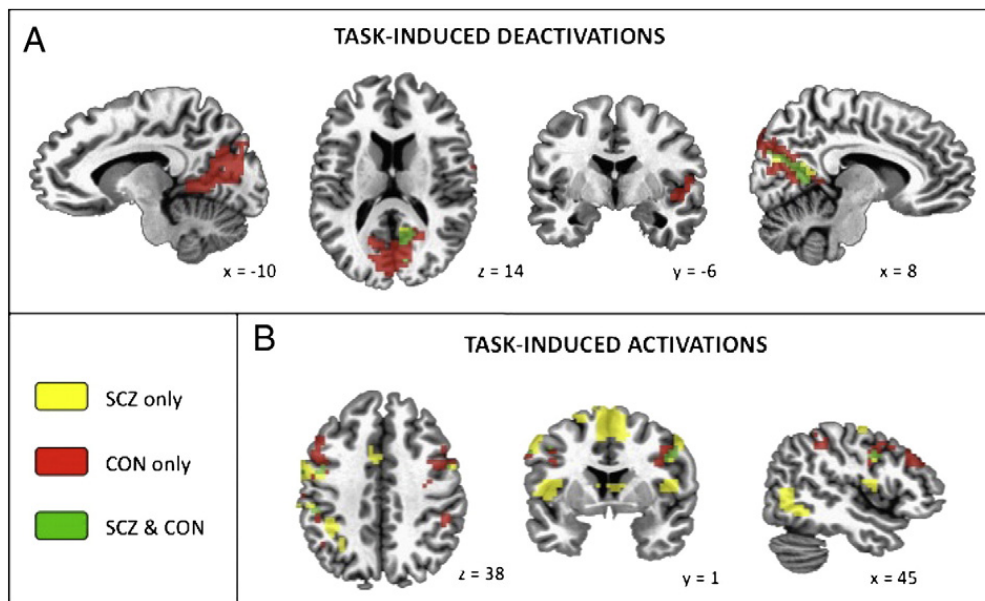 A
TASK-INDUCED DEACTIVATIONS
x = -10
z = 14
y = -6
x = 8
B
TASK-INDUCED ACTIVATIONS
SCZ only
CON only
SCZ & CON
z = 38
y = 1
x = 45